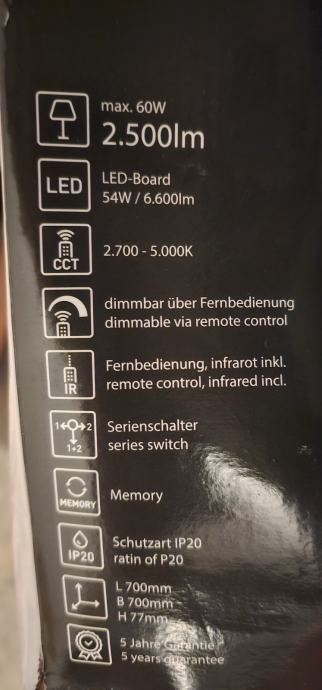 max. 60W
2.500lm
LED
LED-Board
54W / 6.600lm
CCT
2.700 - 5.000K
dimmbar über Fernbedienung
dimmable via remote control
IR
Fernbedienung, infrarot inkl.
remote control, infrared incl.
1 2
1+2
Serienschalter
series switch
MEMORY
Memory
IP20
Schutzart IP20
ratin of P20
L 700mm
B 700mm
H 77mm
5 Jahre Garantie
5 years guarantee